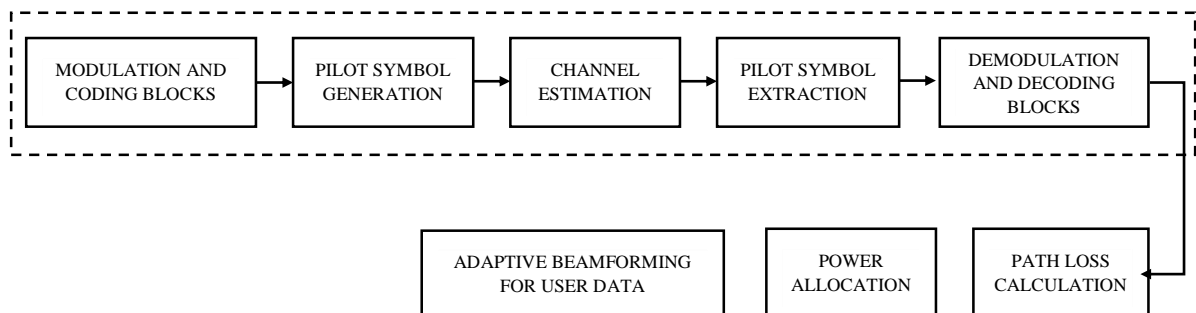 MODULATION AND
CODING BLOCKS
PILOT SYMBOL
GENERATION
CHANNEL
ESTIMATION
PILOT SYMBOL
EXTRACTION
DEMODULATION
AND DECODING
BLOCKS
ADAPTIVE BEAMFORMING
FOR USER DATA
POWER
ALLOCATION
PATH LOSS
CALCULATION